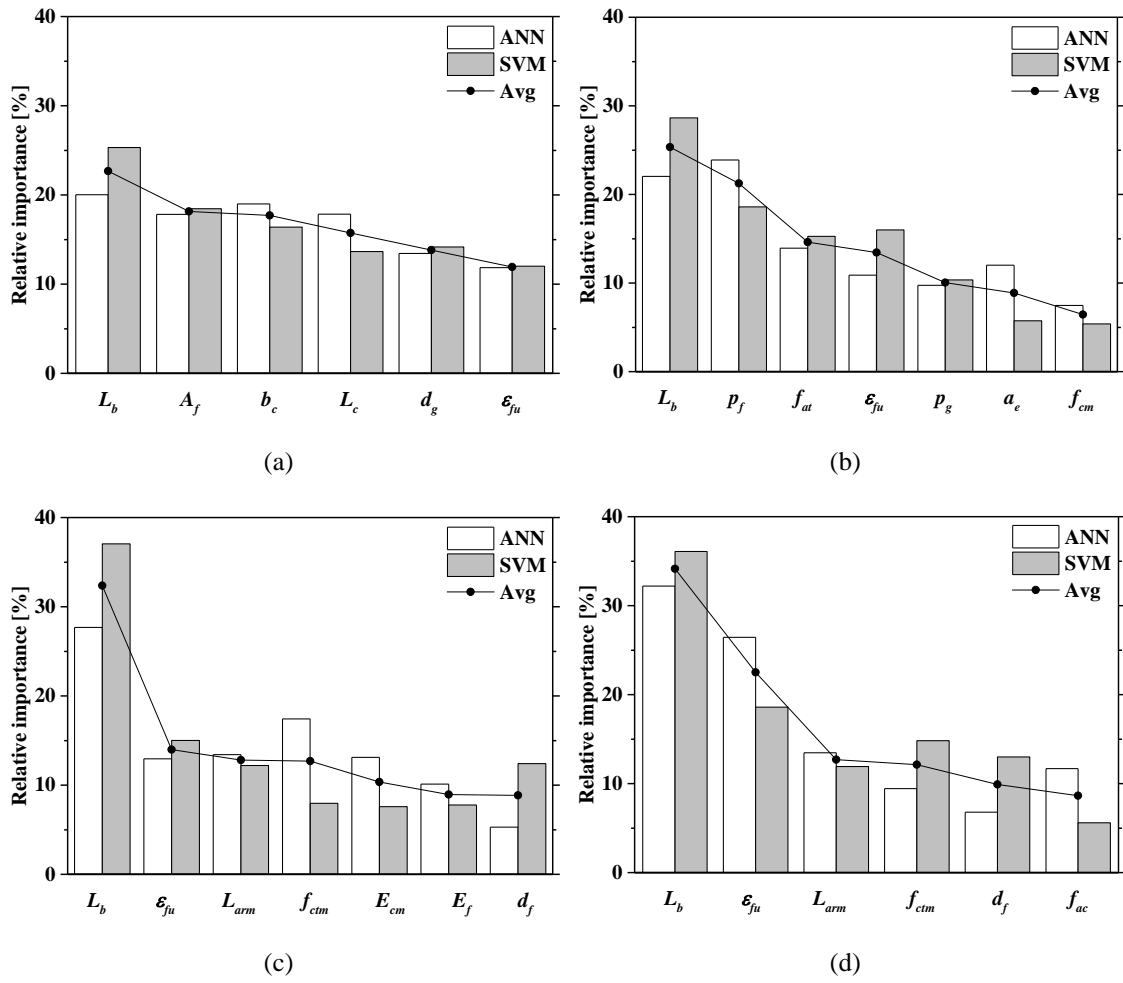 40
30
20
10
0
Relative importance [%]
ANN
SVM
Avg
L_b A_f b_c L_c d_g ε_fu
(a)
40
30
20
10
0
Relative importance [%]
ANN
SVM
Avg
L_b p_f f_at ε_fu p_g a_e f_cm
(b)
40
30
20
10
0
Relative importance [%]
ANN
SVM
Avg
L_b ε_fu L_arm f_ctm E_cm E_f d_f
(c)
40
30
20
10
0
Relative importance [%]
ANN
SVM
Avg
L_b ε_fu L_arm f_ctm d_f f_ac
(d)